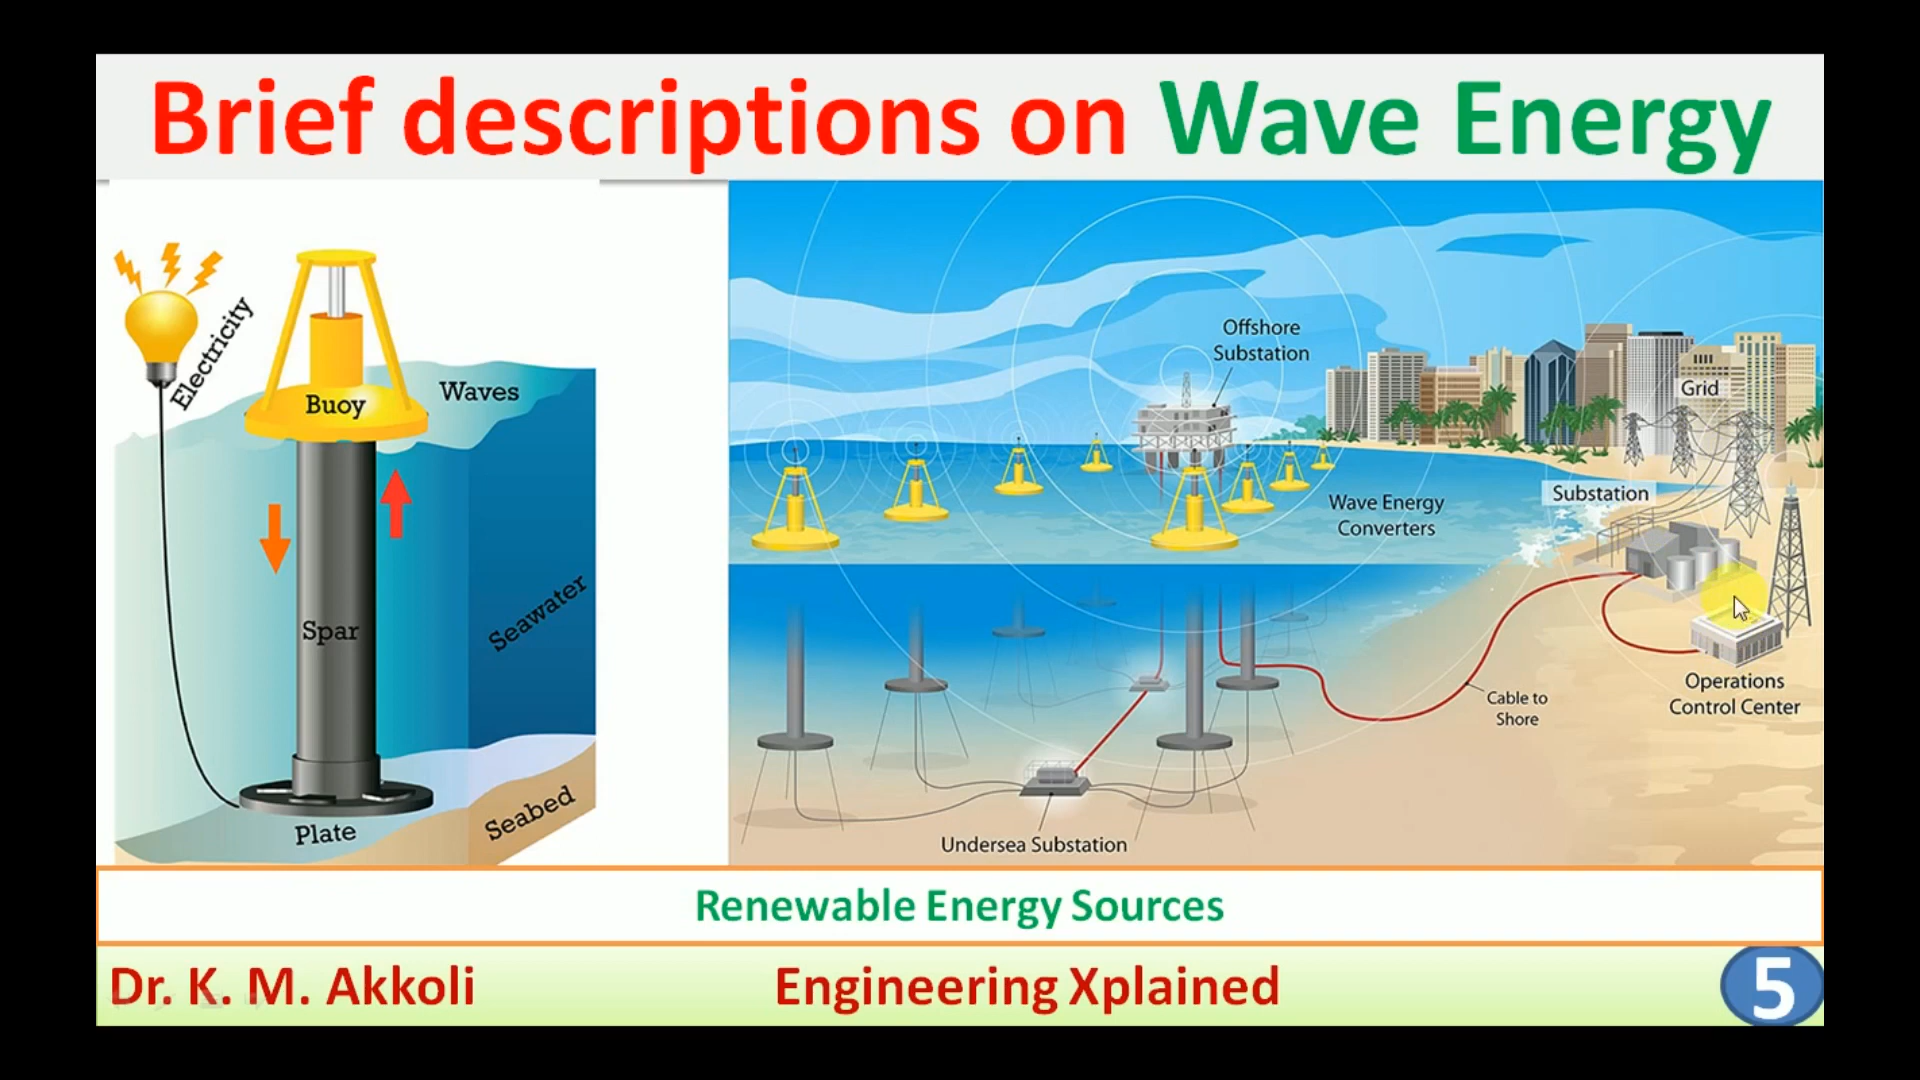 Brief descriptions on Wave Energy
Electricity
Buoy
Waves
Spar
Seawater
Plate
Seabed
Offshore
Substation
Grid
Wave Energy
Converters
Substation
Cable to
Shore
Operations
Control Center
Undersea Substation
Renewable Energy Sources
Dr. K. M. Akkoli
Engineering Xplained
5